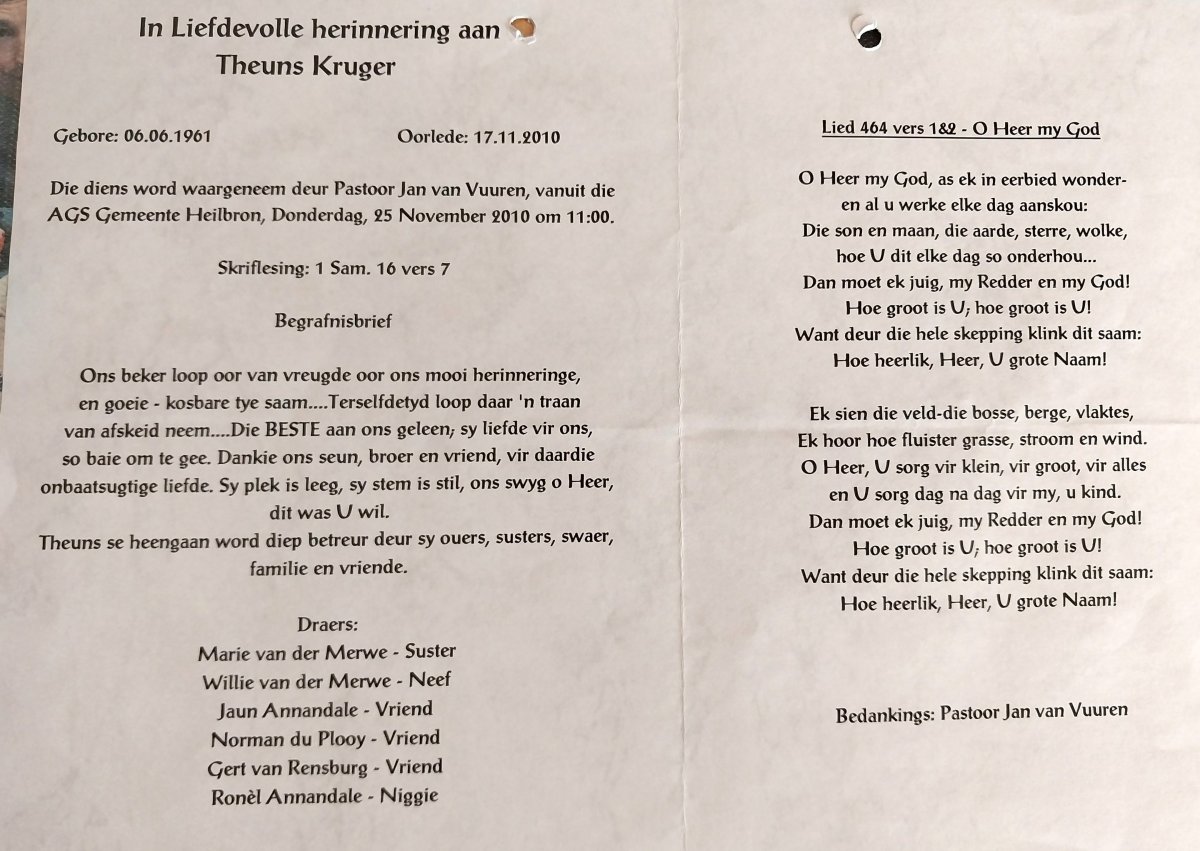 In Liefdevolle herinnering aan
Theuns Kruger
Gebore: 06.06.1961
Oorlede: 17.11.2010
Die diens word waargeneem deur Pastoor Jan van Vuuren, vanuit die
AGS Gemeente Heilbron, Donderdag, 25 November 2010 om 11:00.
Skriflesing: 1 Sam. 16 vers 7
Begrafnisbrief
Ons beker loop oor van vreugde oor ons mooi herinneringe,
en goeie - kosbare tye saam....Terselfdetyd loop daar 'n traan
van afskeid neem....Die BESTE aan ons geleen; sy liefde vir ons,
so baie om te gee. Dankie ons seun, broer en vriend, vir daardie
onbaatsugtige liefde. Sy plek is leeg, sy stem is stil, ons swyg o Heer,
dit was U wil.
Theuns se heengaan word diep betreur deur sy ouers, susters, swaer,
familie en vriende.
Draers:
Marie van der Merwe - Suster
Willie van der Merwe - Neef
Jaun Annandale - Vriend
Norman du Plooy - Vriend
Gert van Rensburg - Vriend
Ronèl Annandale - Niggie
Lied 464 vers 1&2 - O Heer my God
O Heer my God, as ek in eerbied wonder-
en al u werke elke dag aanskou:
Die son en maan, die aarde, sterre, wolke,
hoe U dit elke dag so onderhou...
Dan moet ek juig, my Redder en my God!
Hoe groot is U; hoe groot is U!
Want deur die hele skepping klink dit saam:
Hoe heerlik, Heer, U grote Naam!
Ek sien die veld-die bosse, berge, vlaktes,
Ek hoor hoe fluister grasse, stroom en wind.
O Heer, U sorg vir klein, vir groot, vir alles
en U sorg dag na dag vir my, u kind.
Dan moet ek juig, my Redder en my God!
Hoe groot is U; hoe groot is U!
Want deur die hele skepping klink dit saam:
Hoe heerlik, Heer, U grote Naam!
Bedankings: Pastoor Jan van Vuuren